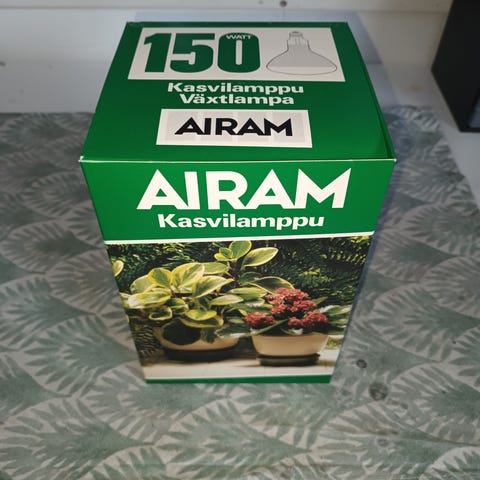 150 WATT
Kasvilamppu
Växtlampa
AIRAM
AIRAM
Kasvilamppu